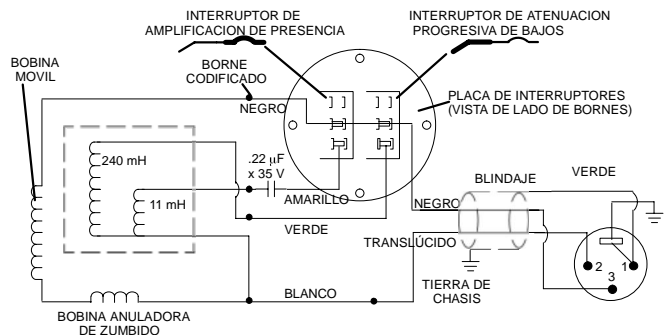 INTERRUPTOR DE
AMPLIFICACION DE PRESENCIA
INTERRUPTOR DE ATENUACION
PROGRESIVA DE BAJOS
BOBINA
MOVIL
BORNE
CODIFICADO
NEGRO
PLACA DE INTERRUPTORES
(VISTA DE LADO DE BORNES)
240 mH
11 mH
.22 µF
x 35 V
AMARILLO
VERDE
BLINDAJE
VERDE
NEGRO
TRANSLÚCIDO
2
1
3
TIERRA DE
CHASIS
BLANCO
BOBINA ANULADORA
DE ZUMBIDO